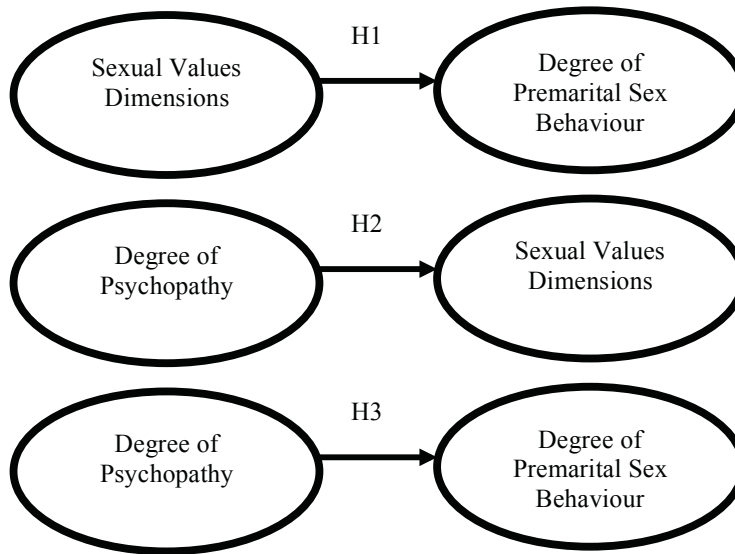 H1
Sexual Values
Dimensions
Degree of
Premarital Sex
Behaviour
H2
Degree of
Psychopathy
Sexual Values
Dimensions
H3
Degree of
Psychopathy
Degree of
Premarital Sex
Behaviour